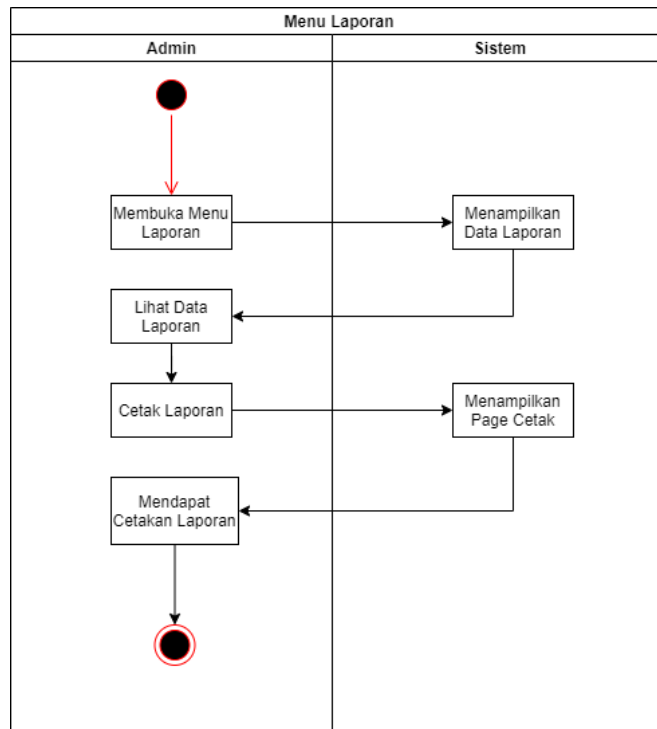 Menu Laporan
Admin
Sistem
Membuka Menu
Laporan
Menampilkan
Data Laporan
Lihat Data
Laporan
Cetak Laporan
Menampilkan
Page Cetak
Mendapat
Cetakan Laporan